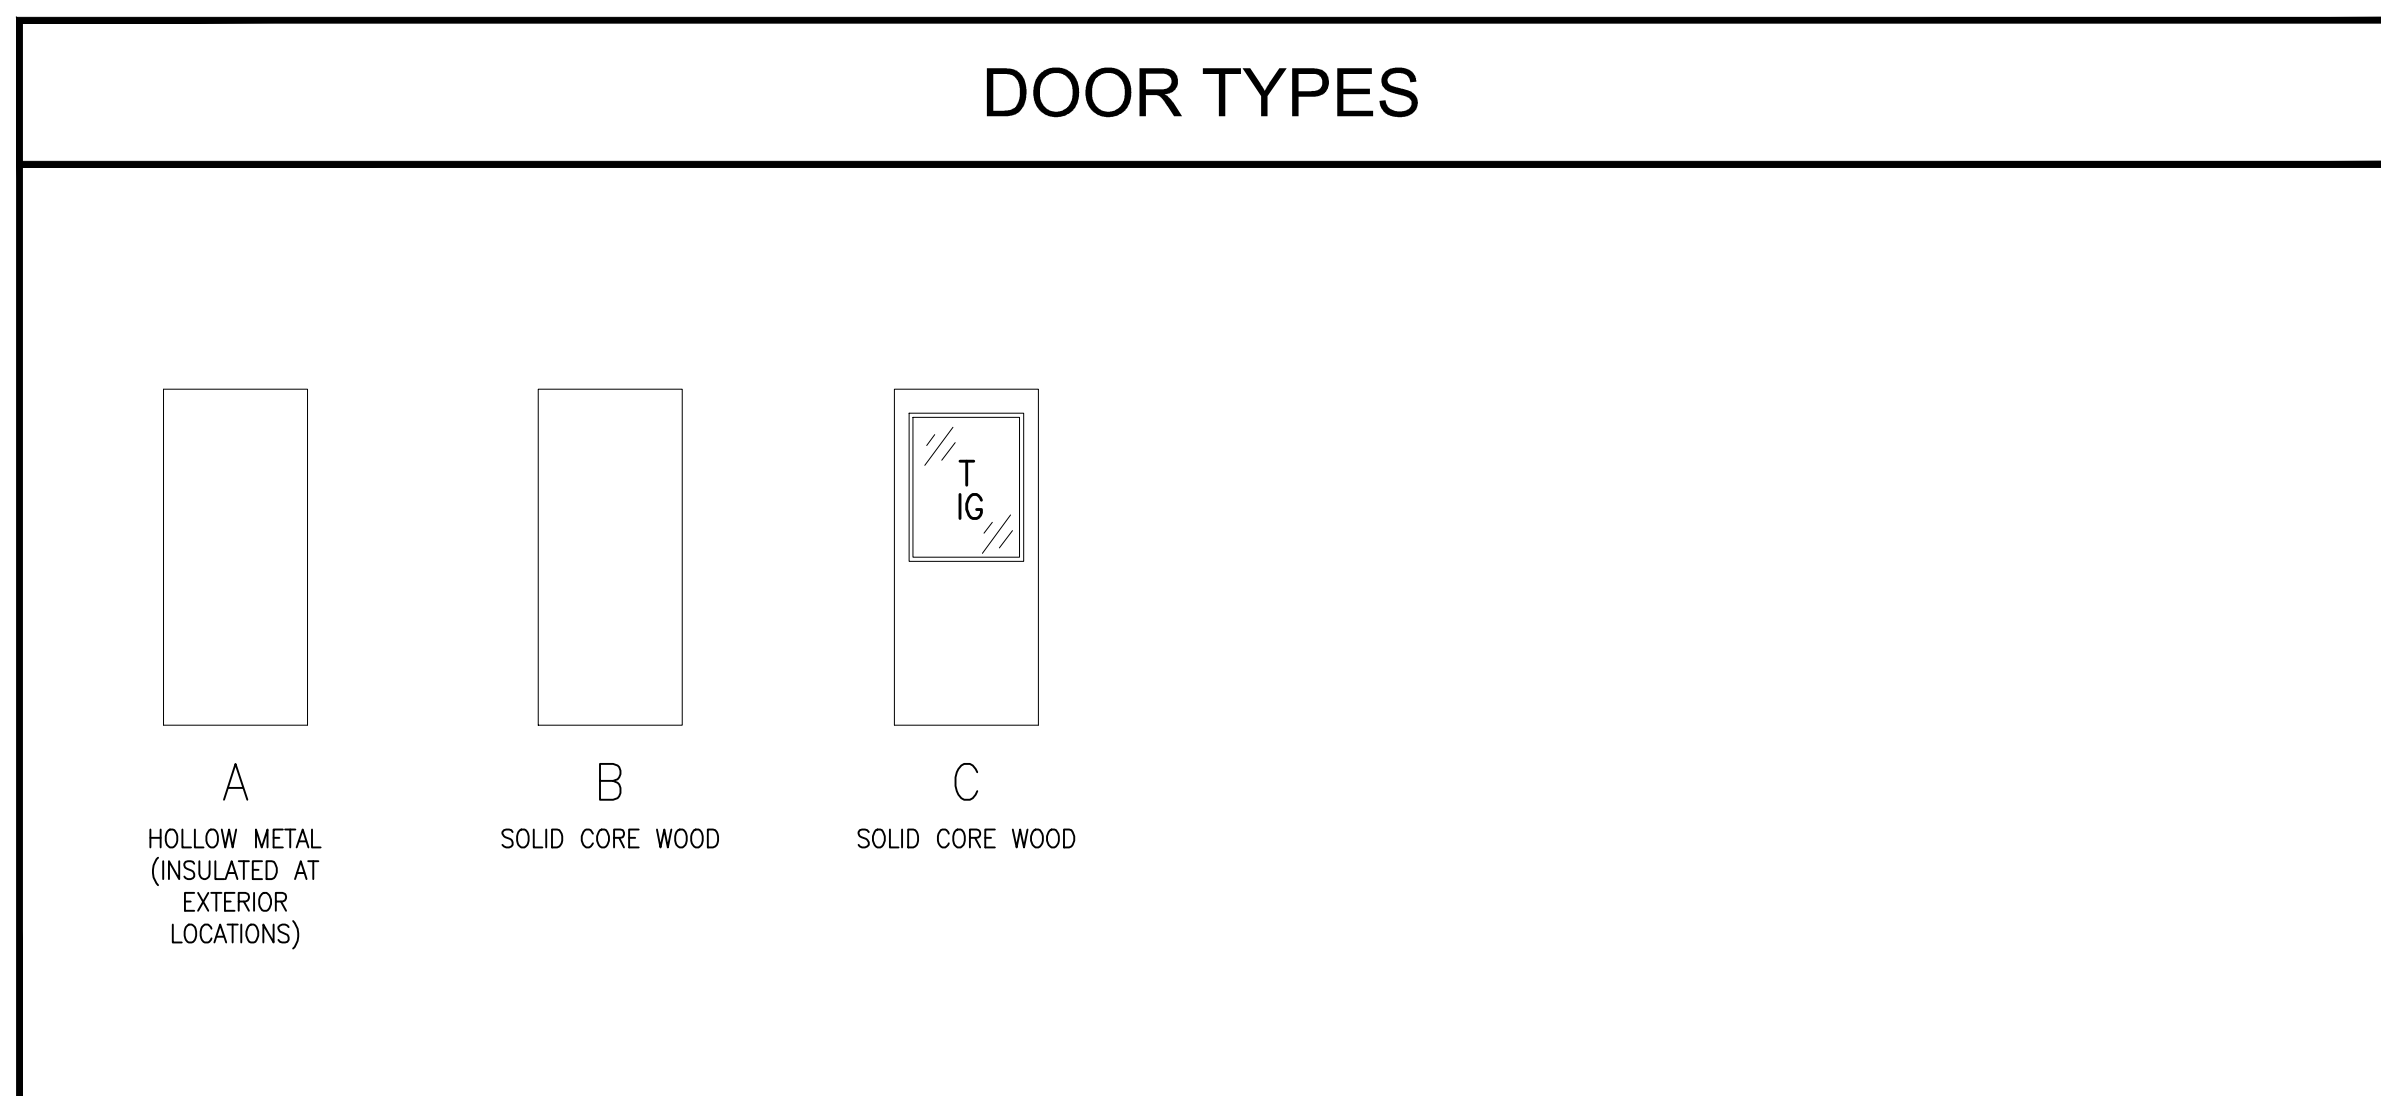 DOOR TYPES
T
IG
A
HOLLOW METAL
(INSULATED AT
EXTERIOR
LOCATIONS)
B
SOLID CORE WOOD
C
SOLID CORE WOOD